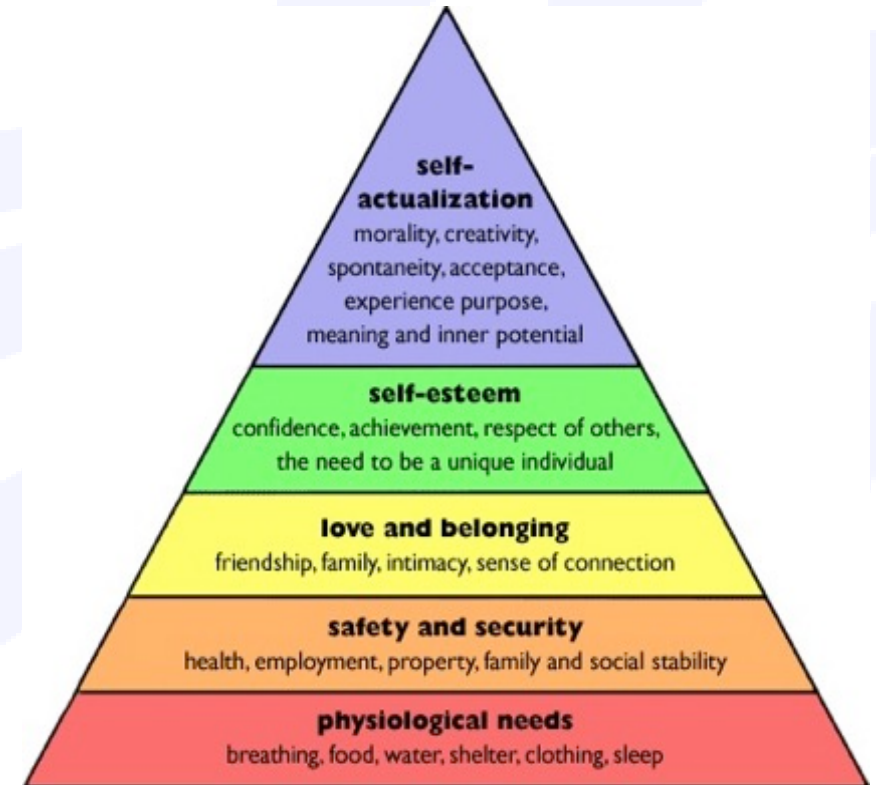 self-
actualization
morality, creativity,
spontaneity, acceptance,
experience purpose,
meaning and inner potential
self-esteem
confidence, achievement, respect of others,
the need to be a unique individual
love and belonging
friendship, family, intimacy, sense of connection
safety and security
health, employment, property, family and social stability
physiological needs
breathing, food, water, shelter, clothing, sleep